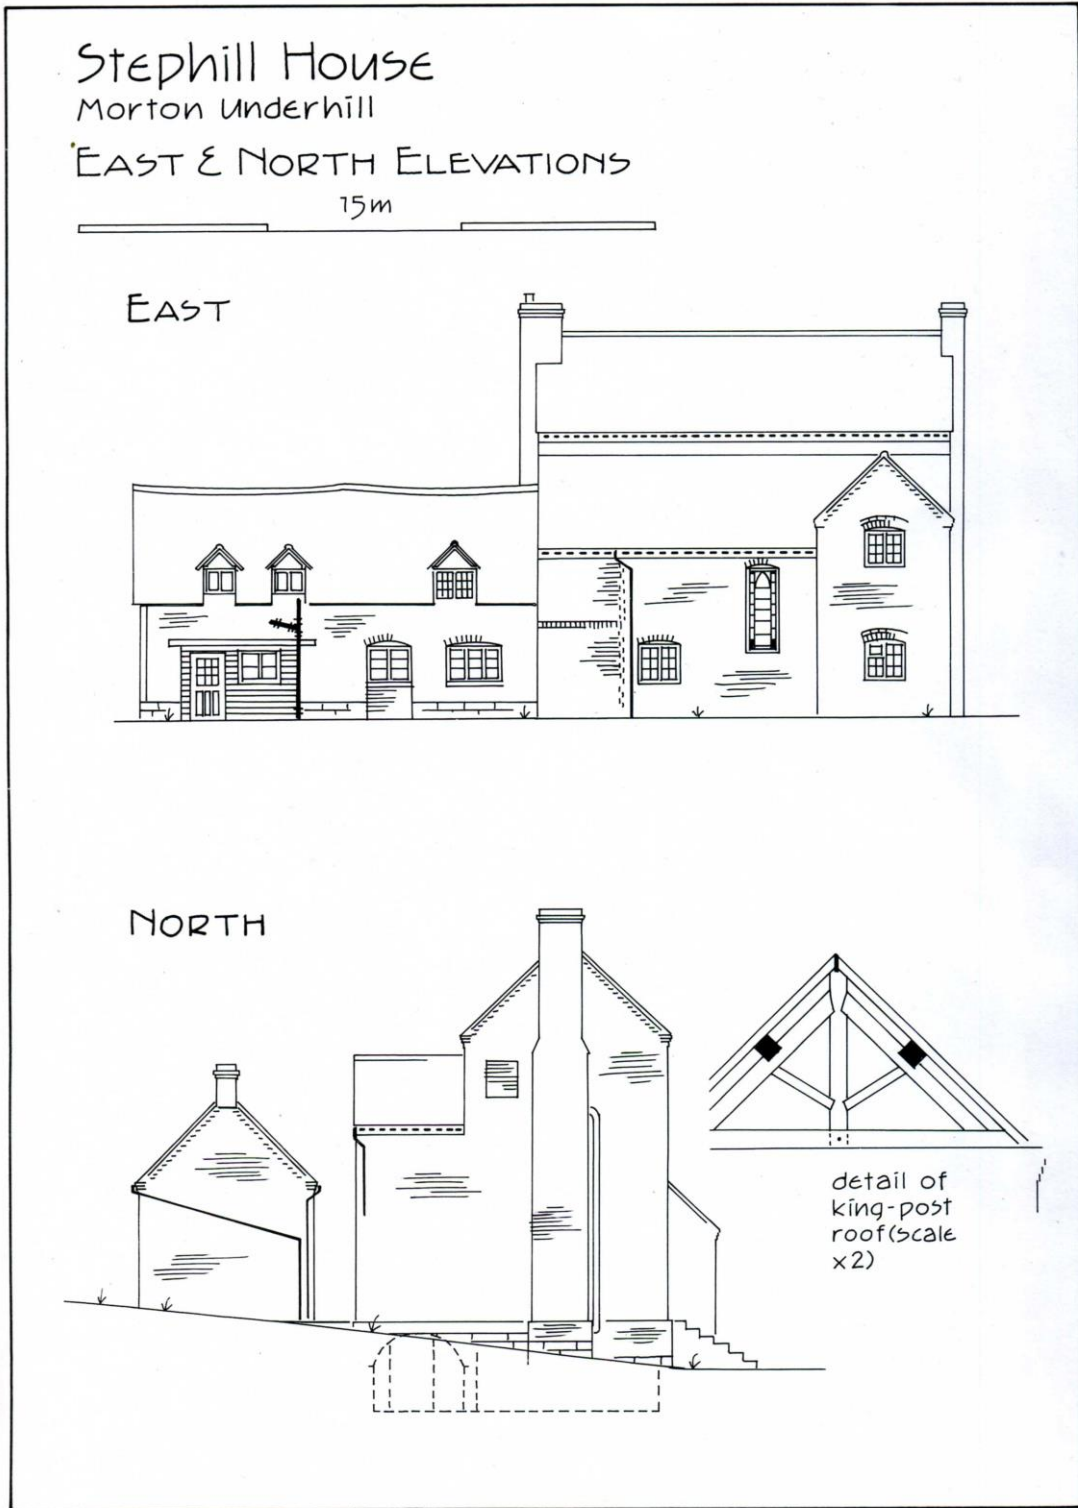 Stephill House
Morton Underhill
EAST & NORTH ELEVATIONS
15m
EAST
NORTH
detail of
king-post
roof (scale
x2)